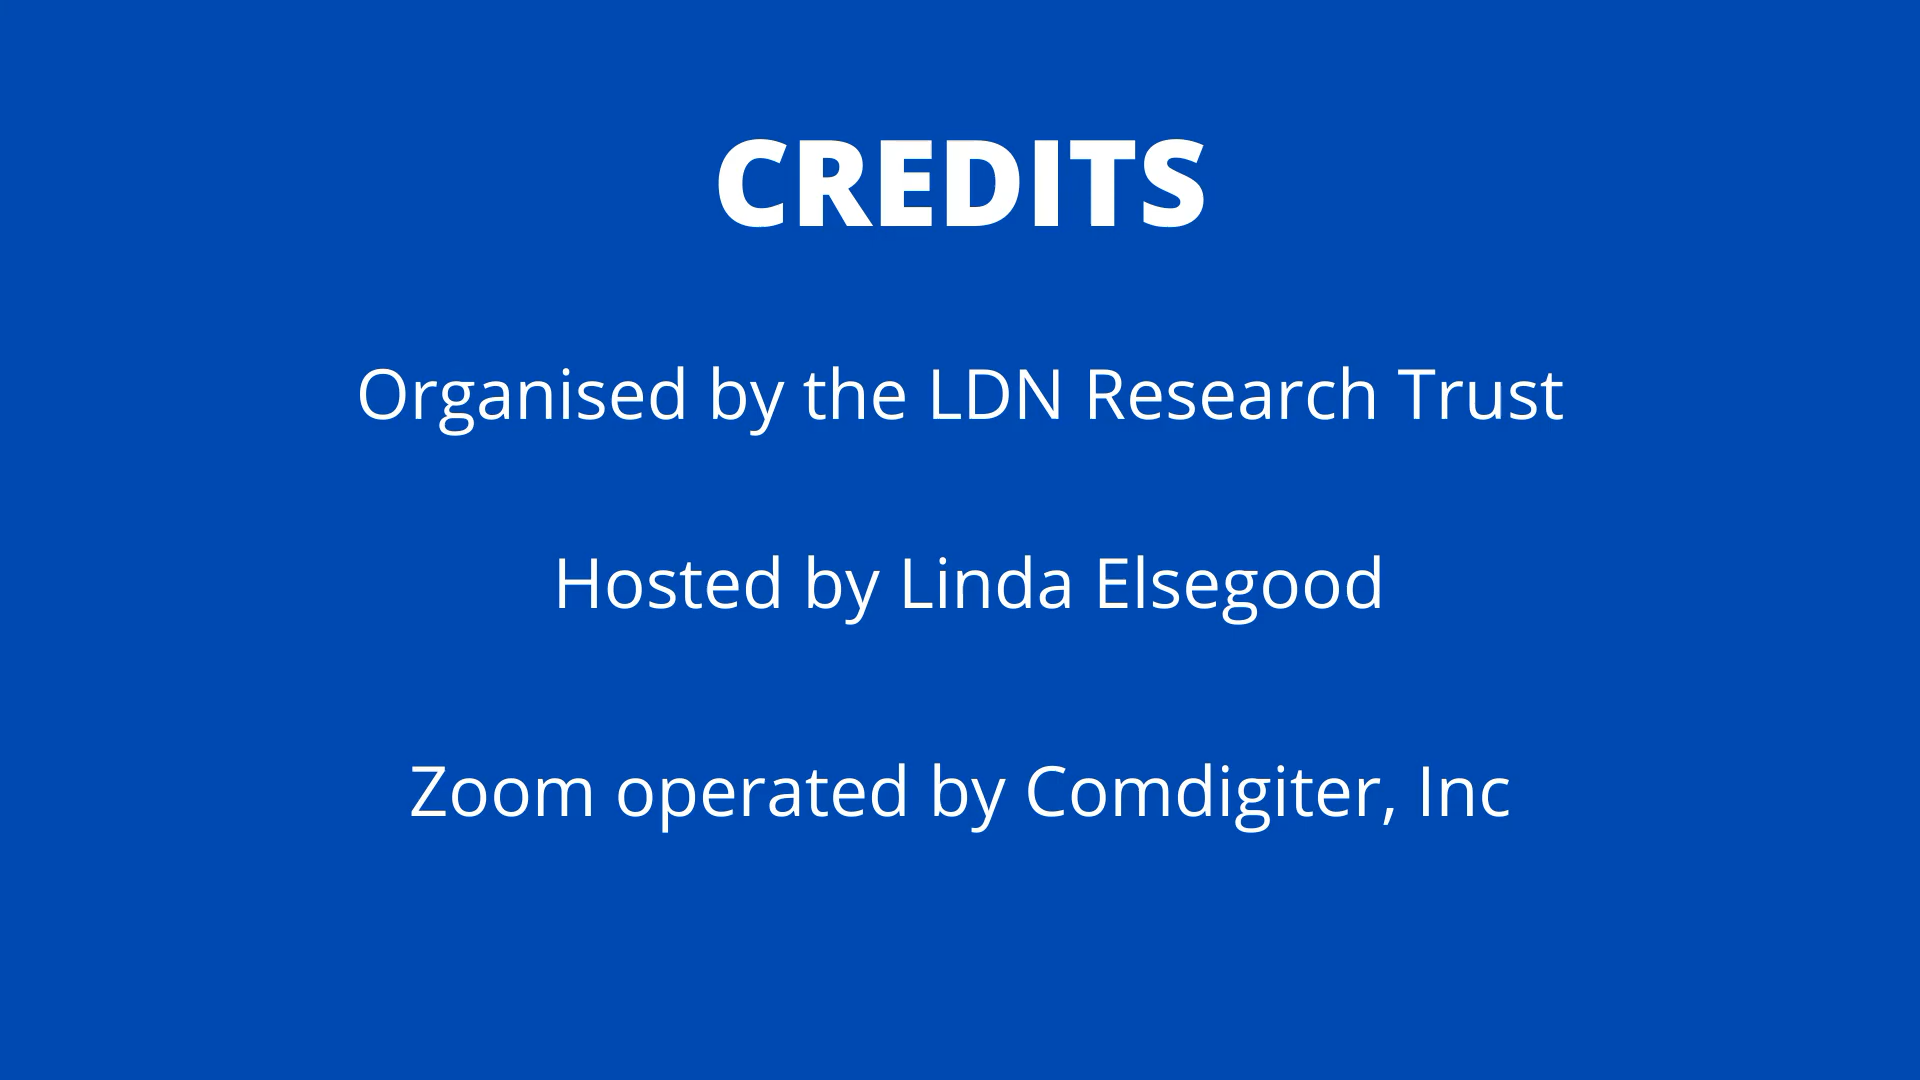 CREDITS
Organised by the LDN Research Trust
Hosted by Linda Elsegood
Zoom operated by Comdigiter, Inc